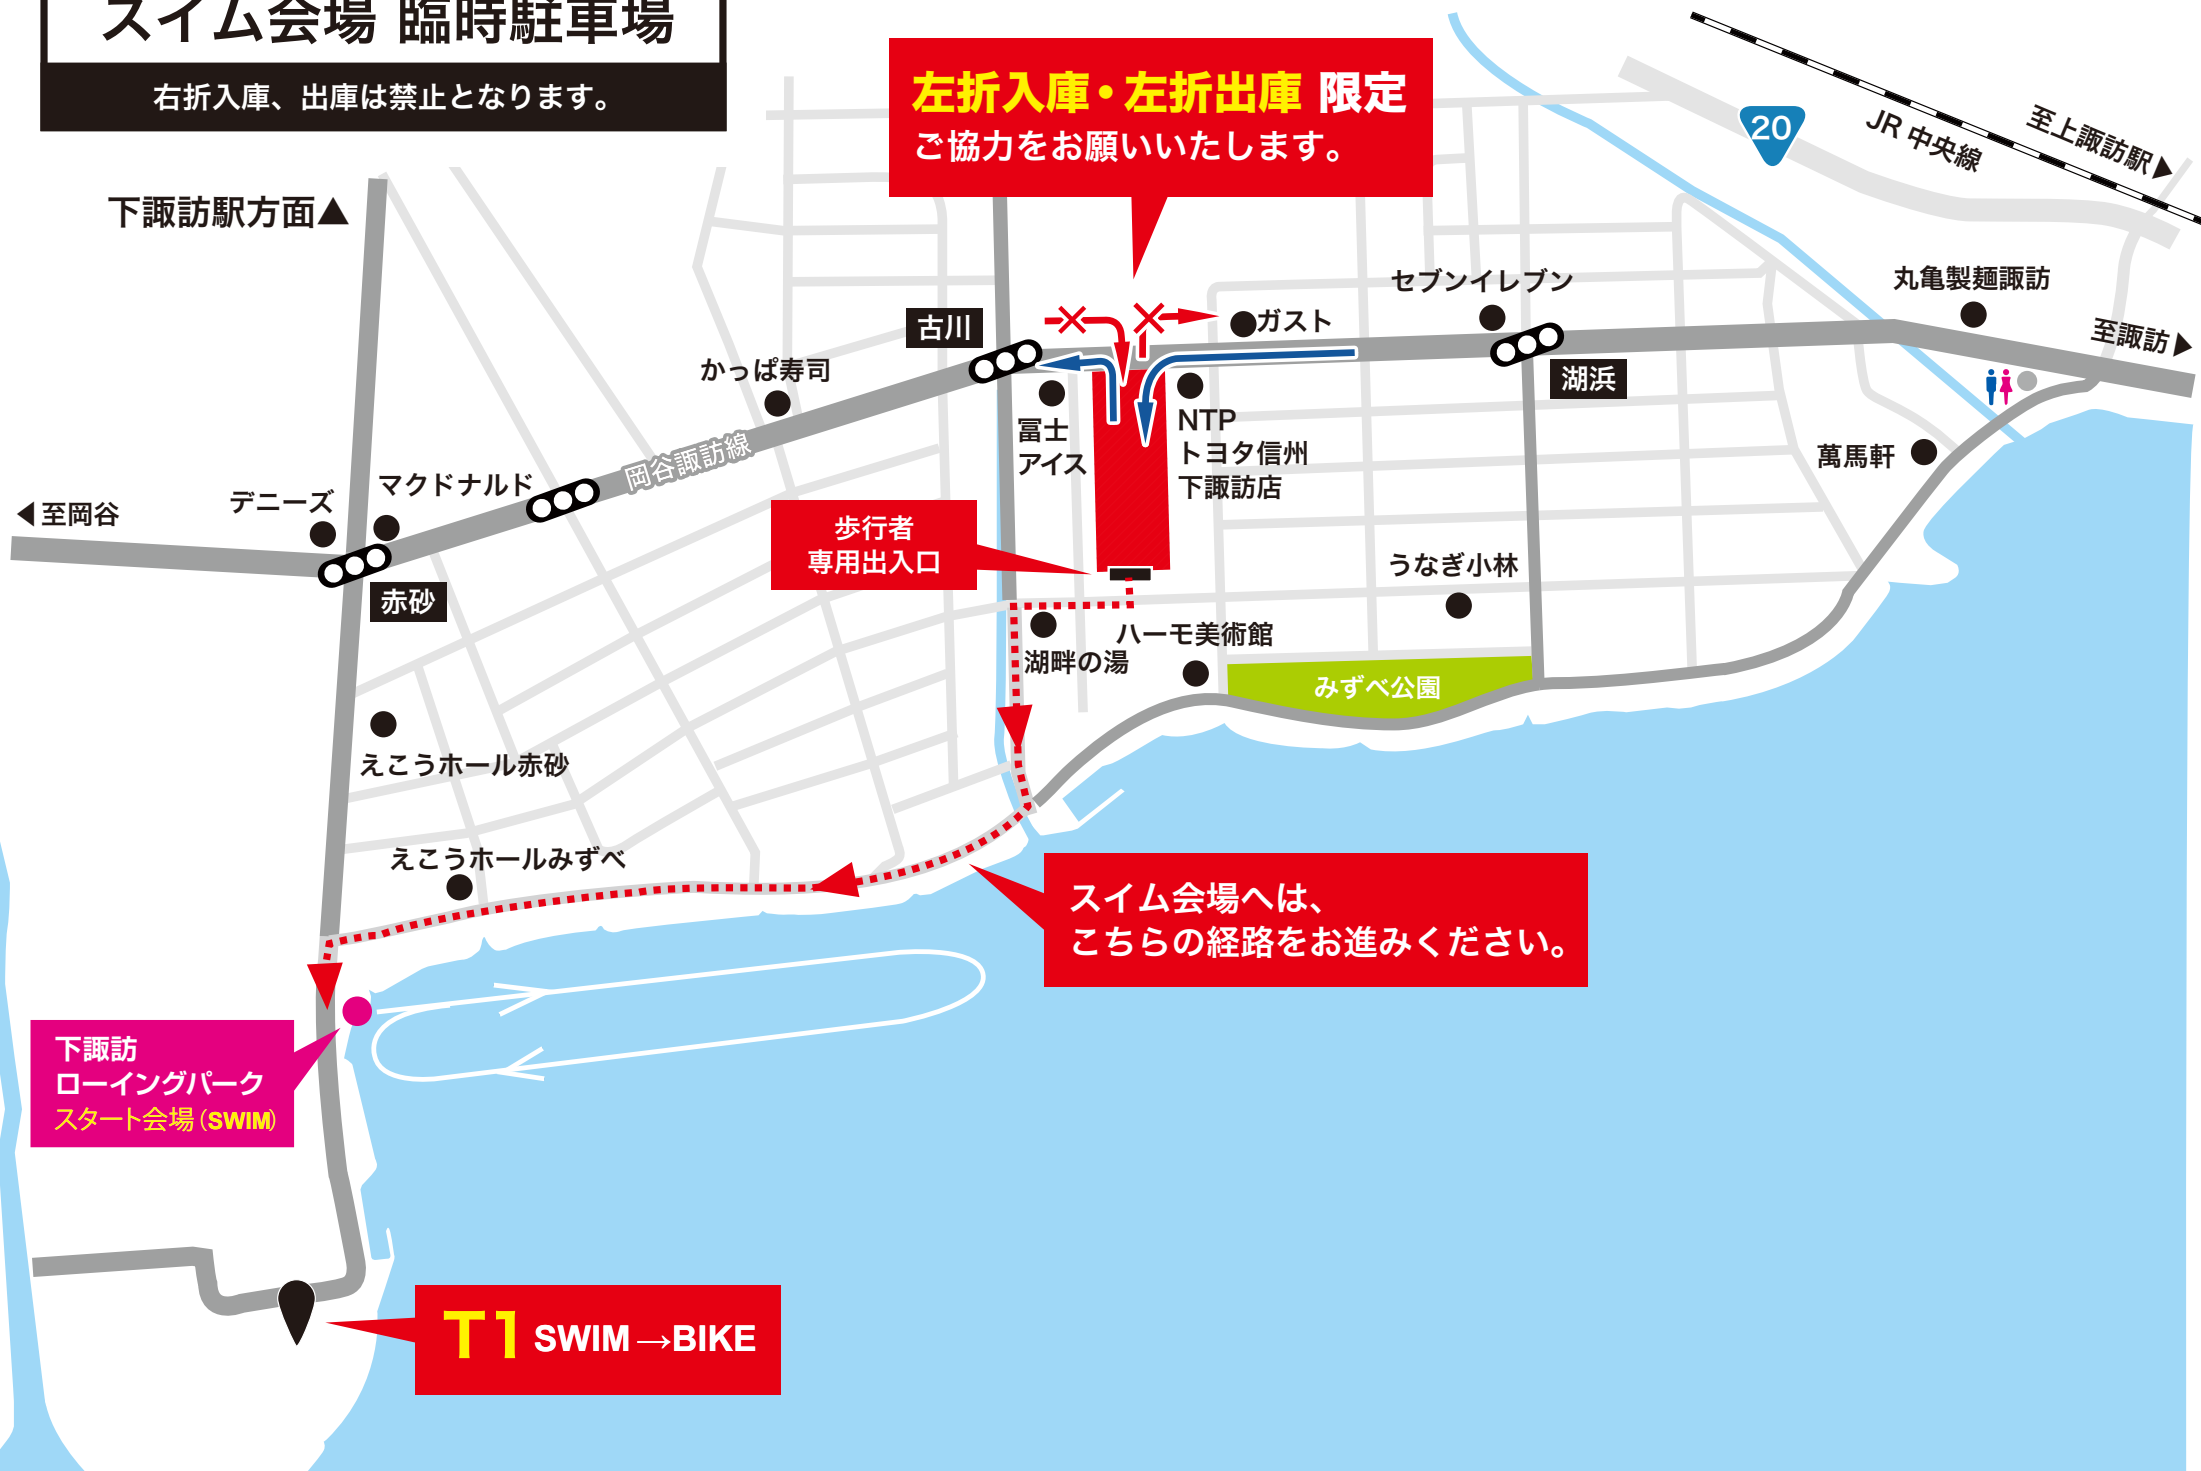 スイム会場 臨時駐車場
右折入庫、出庫は禁止となります。
左折入庫・左折出庫 限定
ご協力をお願いいたします。
20
JR 中央線
至上諏訪駅▶
下諏訪駅方面▲
セブンイレブン
丸亀製麺諏訪
古川
ガスト
至諏訪▶
かっぱ寿司
湖浜
冨士
アイス
NTP
トヨタ信州
下諏訪店
岡谷諏訪線
萬馬軒
マクドナルド
デニーズ
◀至岡谷
歩行者
専用出入口
うなぎ小林
赤砂
ハーモ美術館
湖畔の湯
みずべ公園
えこうホール赤砂
えこうホールみずべ
スイム会場へは、
こちらの経路をお進みください。
下諏訪
ローイングパーク
スタート会場(SWIM)
T1 SWIM→BIKE